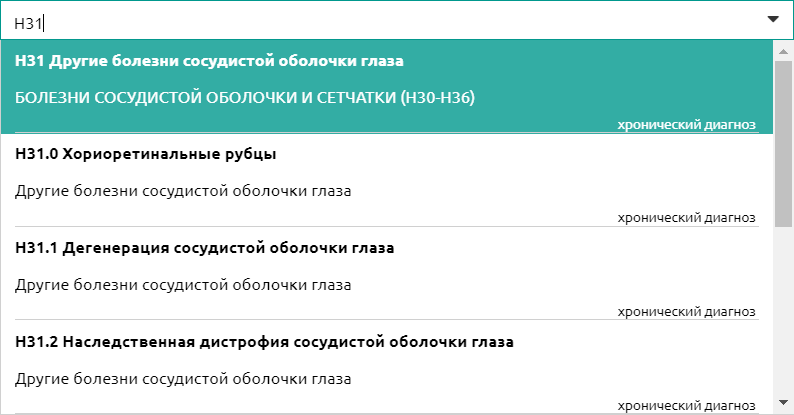 H31
H31 Другие болезни сосудистой оболочки глаза
БОЛЕЗНИ СОСУДИСТОЙ ОБОЛОЧКИ И СЕТЧАТКИ (H30-H36)
хронический диагноз
H31.0 Хориоретинальные рубцы
Другие болезни сосудистой оболочки глаза
хронический диагноз
H31.1 Дегенерация сосудистой оболочки глаза
Другие болезни сосудистой оболочки глаза
хронический диагноз
H31.2 Наследственная дистрофия сосудистой оболочки глаза
Другие болезни сосудистой оболочки глаза
хронический диагноз